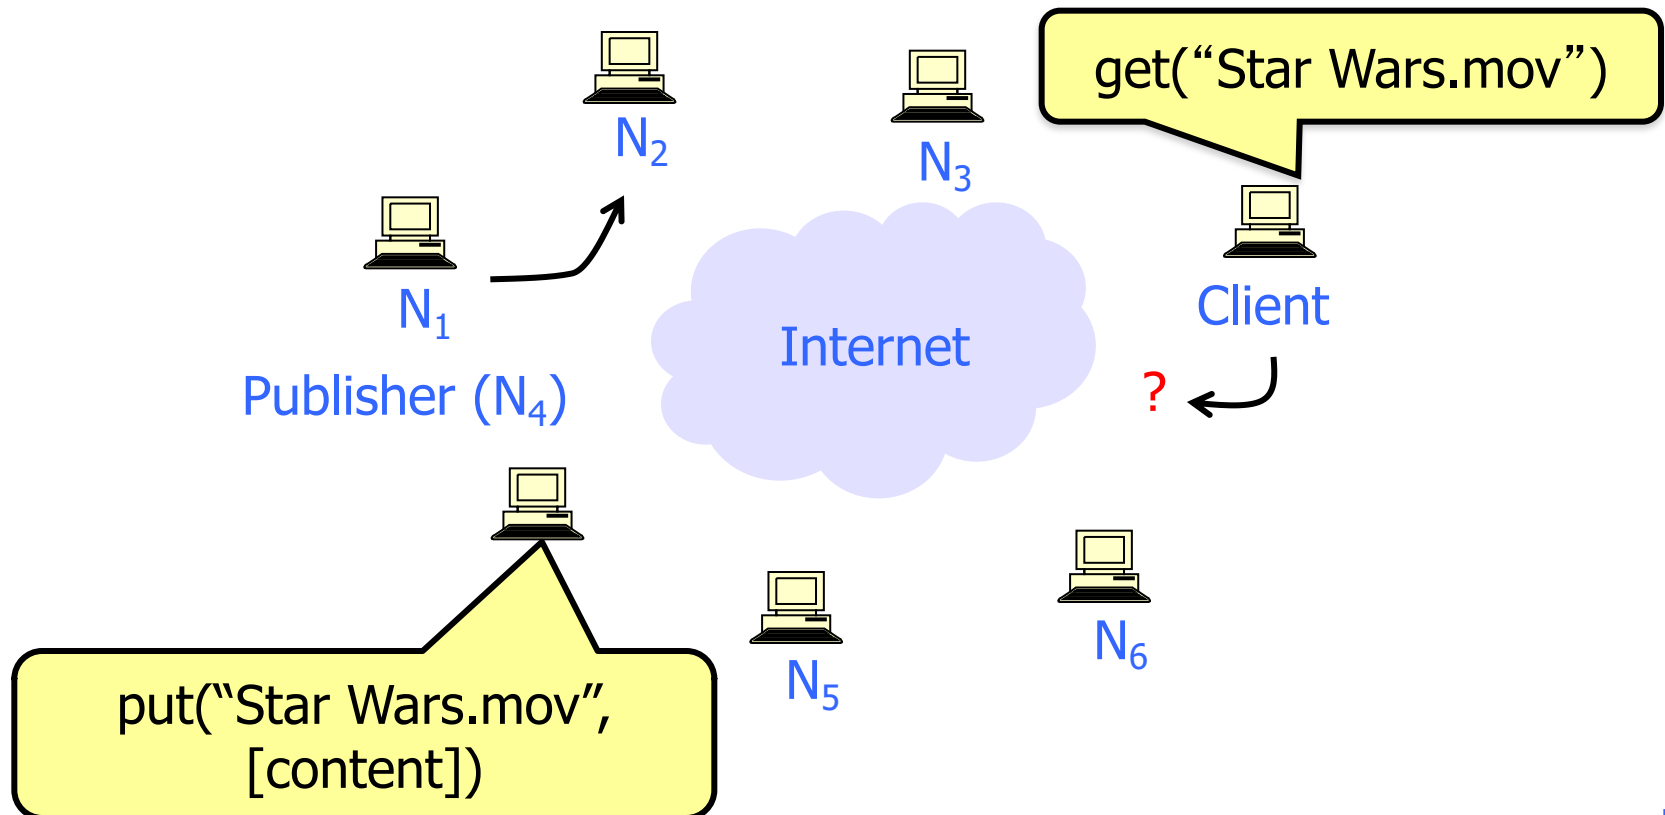 get(“Star Wars.mov”)
N₂
N₃
N₁
Client
Internet
Publisher (N₄)
?
N₆
N₅
put(“Star Wars.mov”,
[content])